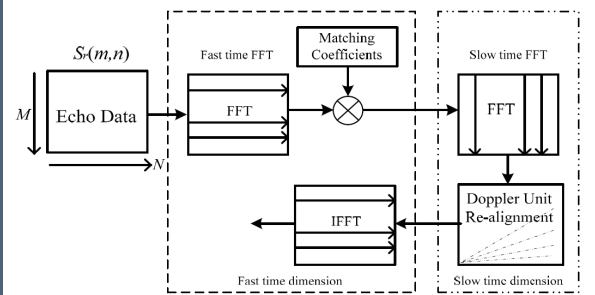 Sr(m,n)
M
Echo Data
N
Fast time FFT
FFT
Matching
Coefficients
Slow time FFT
FFT
Doppler Unit
Re-alignment
IFFT
Fast time dimension
Slow time dimension